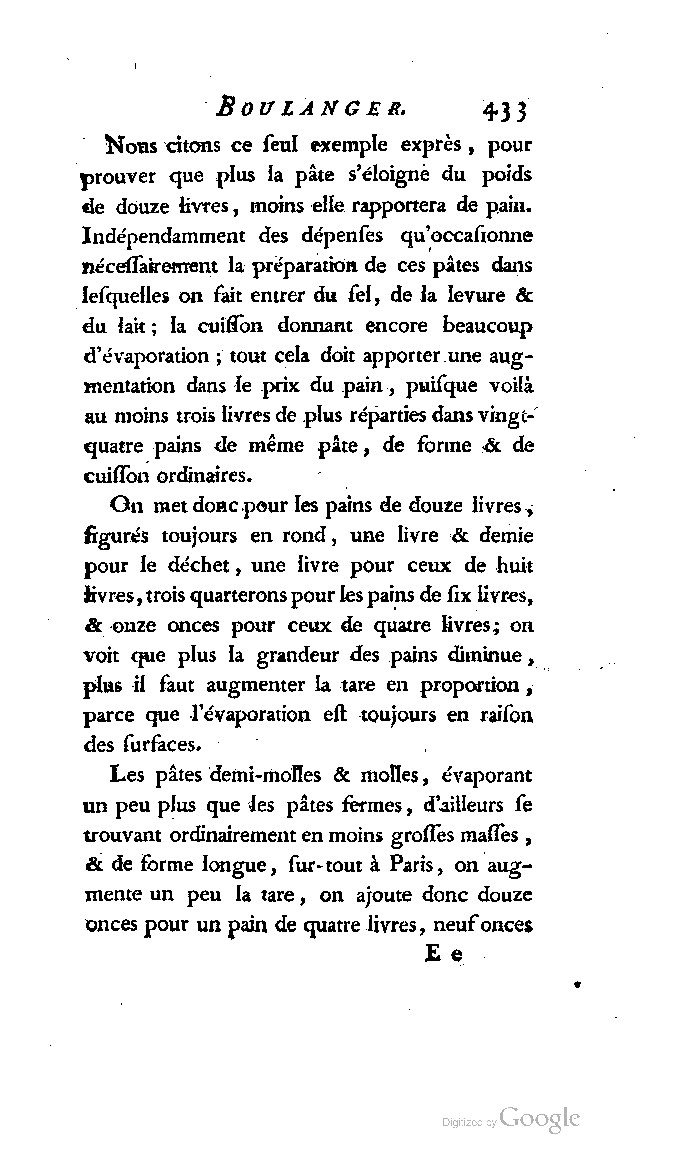 BOULANGER. 433
Nous citons ce ſeul exemple exprès, pour
prouver que plus la pâte s'éloigne du poids
de douze livres, moins elle rapportera de pain.
Indépendamment des dépenſes qu'occaſionne
néceſſairement la préparation de ces pâtes dans
leſquelles on fait entrer du ſel, de la levure &
du lait; la cuiſſon donnant encore beaucoup
d'évaporation; tout cela doit apporter une aug-
mentation dans le prix du pain, puiſque voilà
au moins trois livres de plus réparties dans vingt-
quatre pains de même pâte, de forme & de
cuiſſon ordinaires.
On met donc pour les pains de douze livres,
figurés toujours en rond, une livre & demie
pour le déchet, une livre pour ceux de huit
livres, trois quarterons pour les pains de ſix livres,
& onze onces pour ceux de quatre livres; on
voit que plus la grandeur des pains diminue,
plus il faut augmenter la tare en proportion,
parce que l'évaporation eſt toujours en raiſon
des ſurfaces.
Les pâtes demi-molles & molles, évaporant
un peu plus que les pâtes fermes, d'ailleurs ſe
trouvant ordinairement en moins groſſes maſſes,
& de forme longue, ſur-tout à Paris, on aug-
mente un peu la tare, on ajoute donc douze
onces pour un pain de quatre livres, neuf onces
E e
Digitized by Google